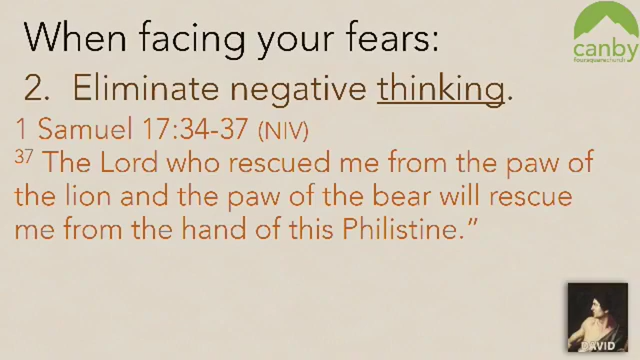 When facing your fears:
canby
foursquarechurch
2. Eliminate negative thinking.
1 Samuel 17:34-37 (NIV)
37 The Lord who rescued me from the paw of
the lion and the paw of the bear will rescue
me from the hand of this Philistine.”
DAVID